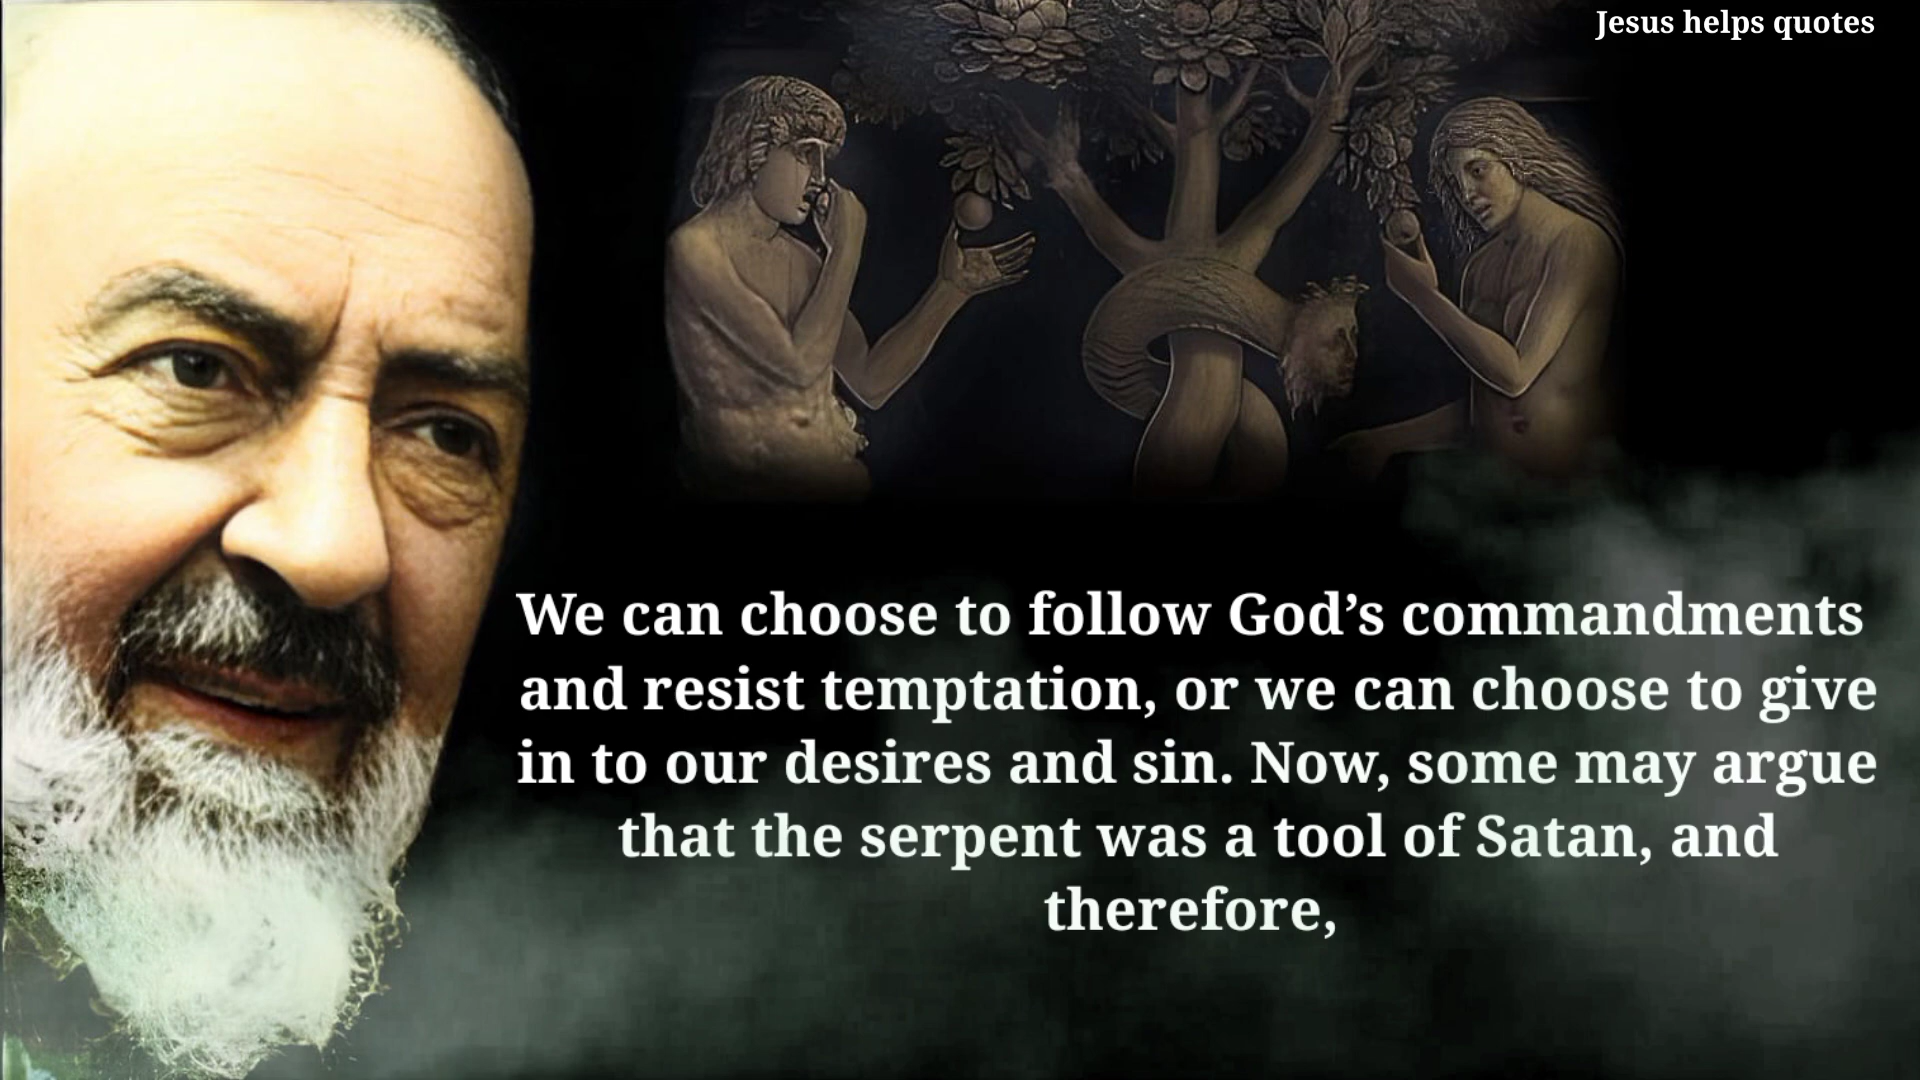 Jesus helps quotes
We can choose to follow God’s commandments
and resist temptation, or we can choose to give
in to our desires and sin. Now, some may argue
that the serpent was a tool of Satan, and
therefore,